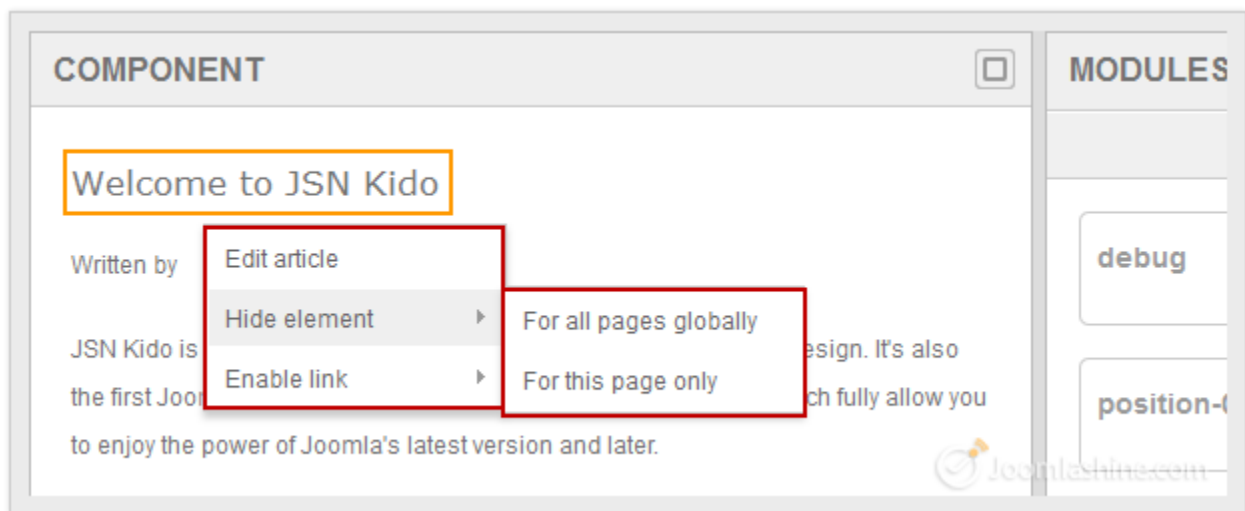 COMPONENT
MODULES
Welcome to JSN Kido
Written by
Edit article
Hide element
For all pages globally
Enable link
For this page only
JSN Kido is esign. It's also
the first Joo ch fully allow you
to enjoy the power of Joomla's latest version and later.
debug
position-
Joomlashine.com